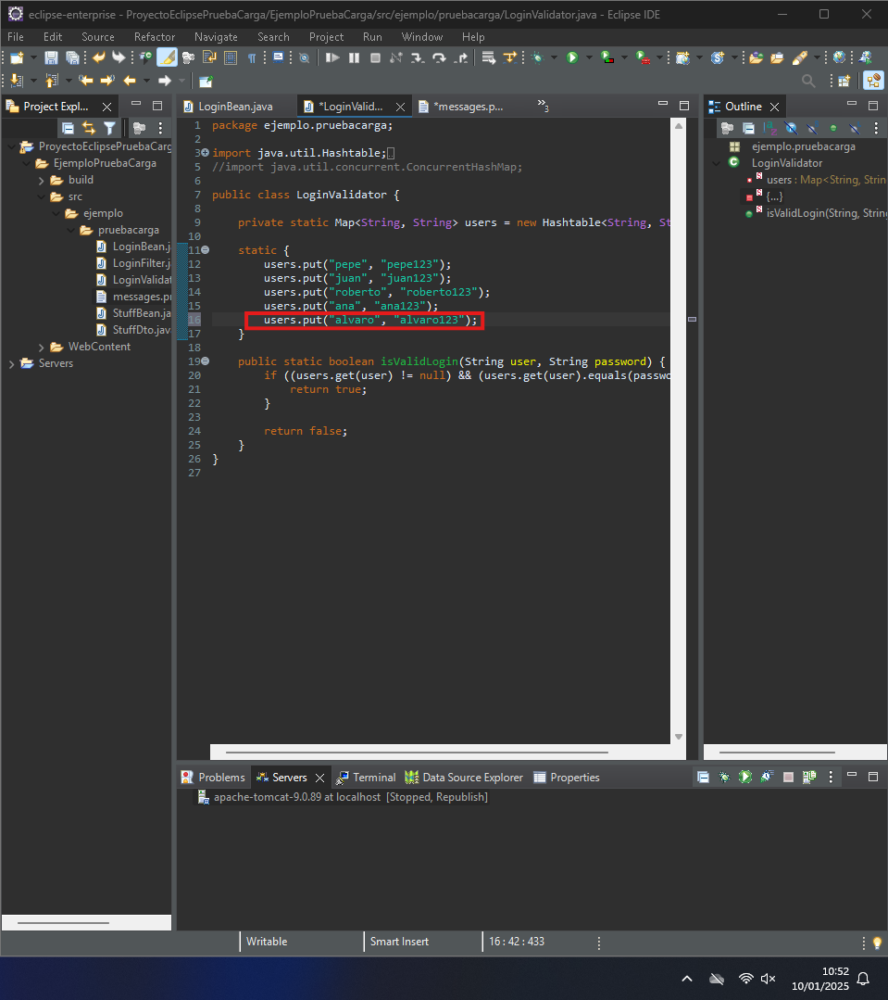 eclipse-enterprise - ProyectoEclipsePruebaCarga/EjemploPruebaCarga/src/ejemplo/pruebacarga/LoginValidator.java - Eclipse IDE
File Edit Source Refactor Navigate Search Project Run Window Help
Project Expl...
ProyectoEclipsePruebaCarg
EjemploPruebaCarga
build
src
ejemplo
pruebacarga
LoginBean.j
LoginFilter.j
LoginValidat
messages.pr
StuffBean.ja
StuffDto.java
WebContent
Servers
LoginBean.java *LoginValid... *messages.p... »3
1 package ejemplo.pruebacarga;
2
3 import java.util.Hashtable;
5 //import java.util.concurrent.ConcurrentHashMap;
6
7 public class LoginValidator {
8
9 private static Map<String, String> users = new Hashtable<String, St
10
11 static {
12 users.put("pepe", "pepe123");
13 users.put("juan", "juan123");
14 users.put("roberto", "roberto123");
15 users.put("ana", "ana123");
16 users.put("alvaro", "alvaro123");
17 }
18
19 public static boolean isValidLogin(String user, String password) {
20 if ((users.get(user) != null) && (users.get(user).equals(passwo
21 return true;
22 }
23
24 return false;
25 }
26 }
27
Outline
ejemplo.pruebacarga
LoginValidator
users : Map<String, Strin
{...}
isValidLogin(String, String
Problems Servers Terminal Data Source Explorer Properties
apache-tomcat-9.0.89 at localhost [Stopped, Republish]
Writable Smart Insert 16 : 42 : 433
10:52
10/01/2025